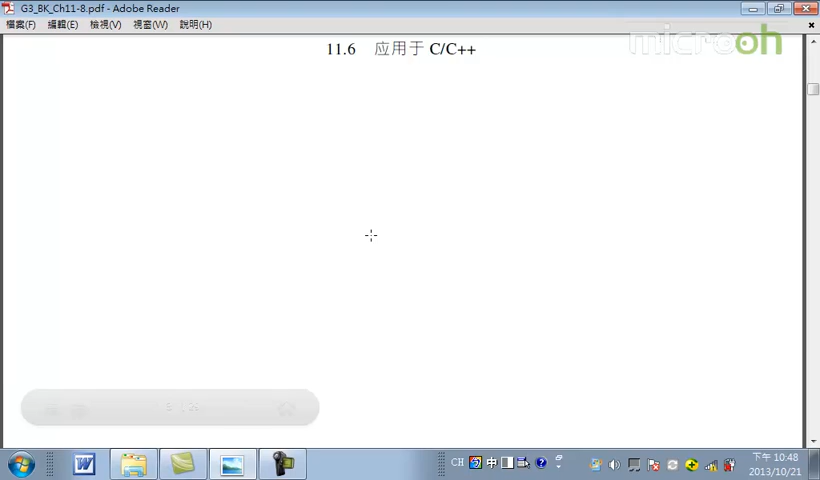 G3_BK_Ch11-8.pdf - Adobe Reader
檔案(F) 編輯(E) 檢視(V) 視窗(W) 說明(H)
microoh
11.6 应用于 C/C++
CH 中
下午 10:48
2013/10/21